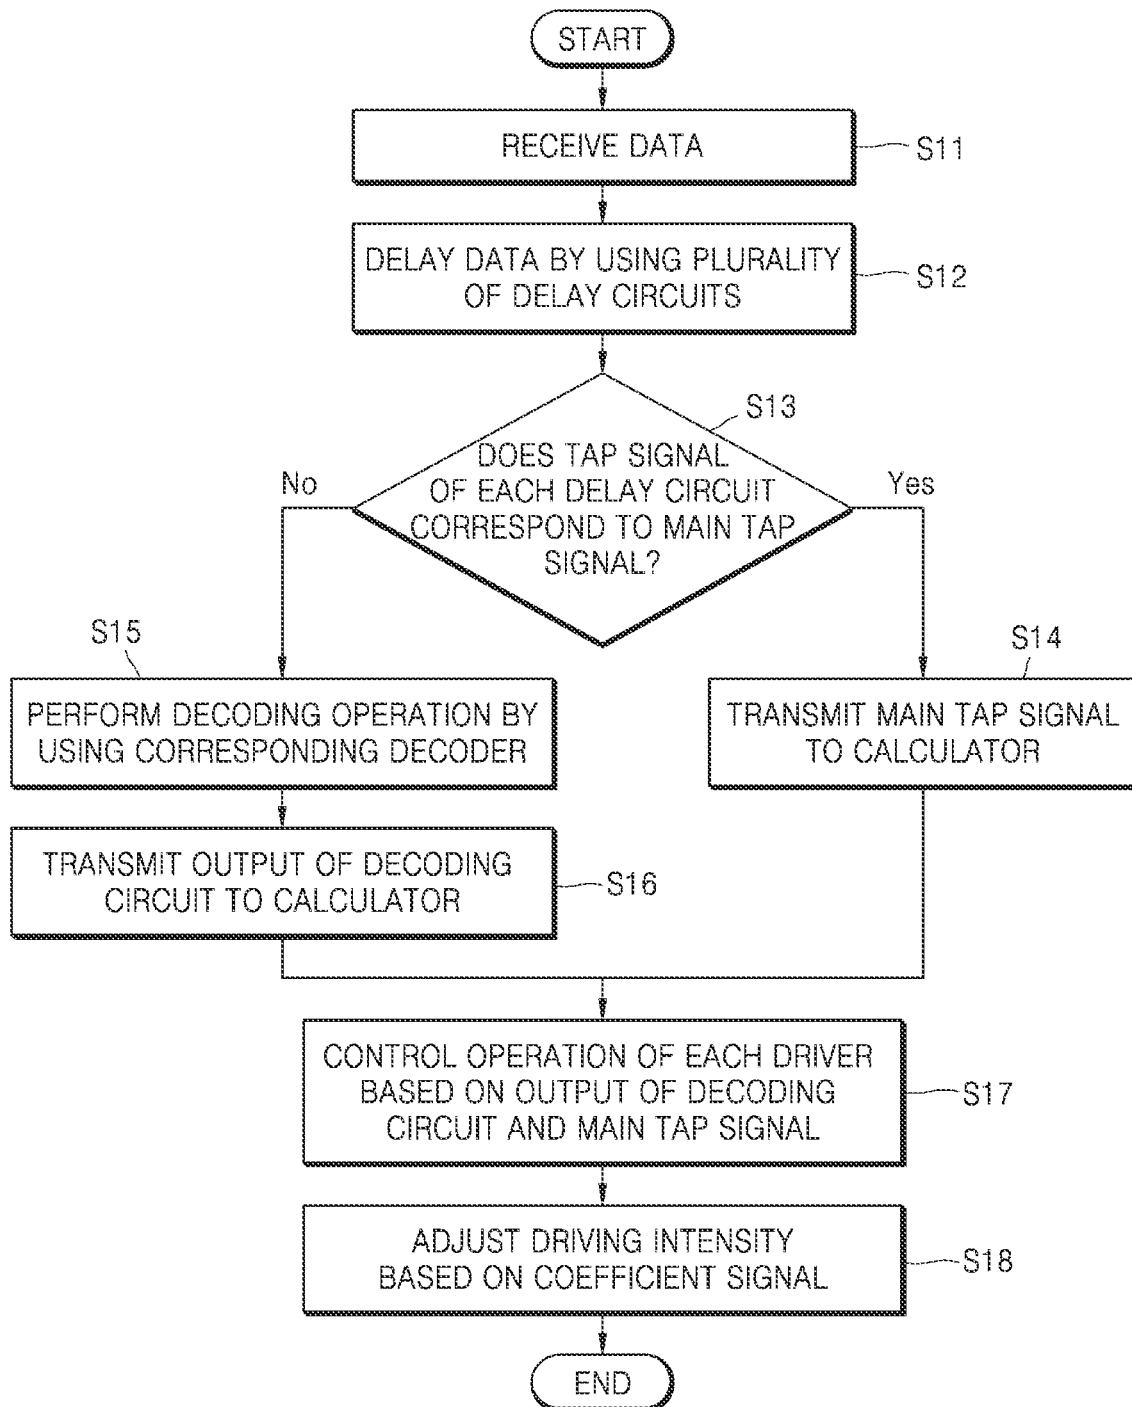 START
RECEIVE DATA
S11
DELAY DATA BY USING PLURALITY
OF DELAY CIRCUITS
S12
S13
DOES TAP SIGNAL
OF EACH DELAY CIRCUIT
CORRESPOND TO MAIN TAP
SIGNAL?
No
Yes
S15
PERFORM DECODING OPERATION BY
USING CORRESPONDING DECODER
S14
TRANSMIT MAIN TAP SIGNAL
TO CALCULATOR
TRANSMIT OUTPUT OF DECODING
CIRCUIT TO CALCULATOR
S16
CONTROL OPERATION OF EACH DRIVER
BASED ON OUTPUT OF DECODING
CIRCUIT AND MAIN TAP SIGNAL
S17
ADJUST DRIVING INTENSITY
BASED ON COEFFICIENT SIGNAL
S18
END